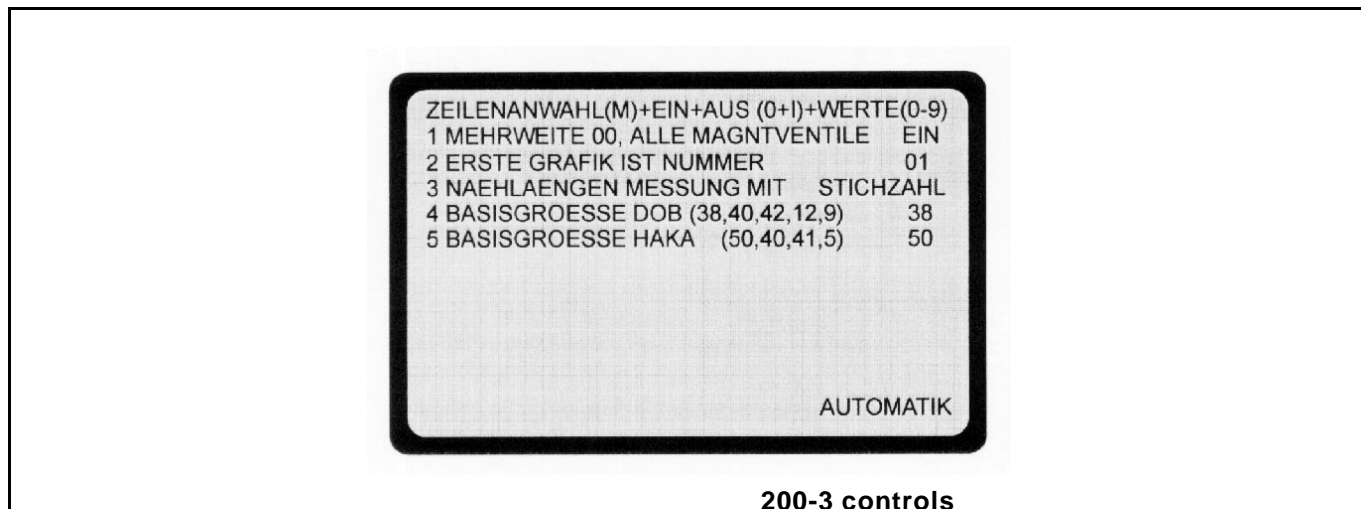 ZEILENANWAHL(M)+EIN+AUS (0+I)+WERTE(0-9)
1 MEHRWEITE 00, ALLE MAGNTVENTILE EIN
2 ERSTE GRAFIK IST NUMMER 01
3 NAEHLAENGEN MESSUNG MIT STICHZAHL
4 BASISGROESSE DOB (38,40,42,12,9) 38
5 BASISGROESSE HAKA (50,40,41,5) 50
AUTOMATIK
200-3 controls